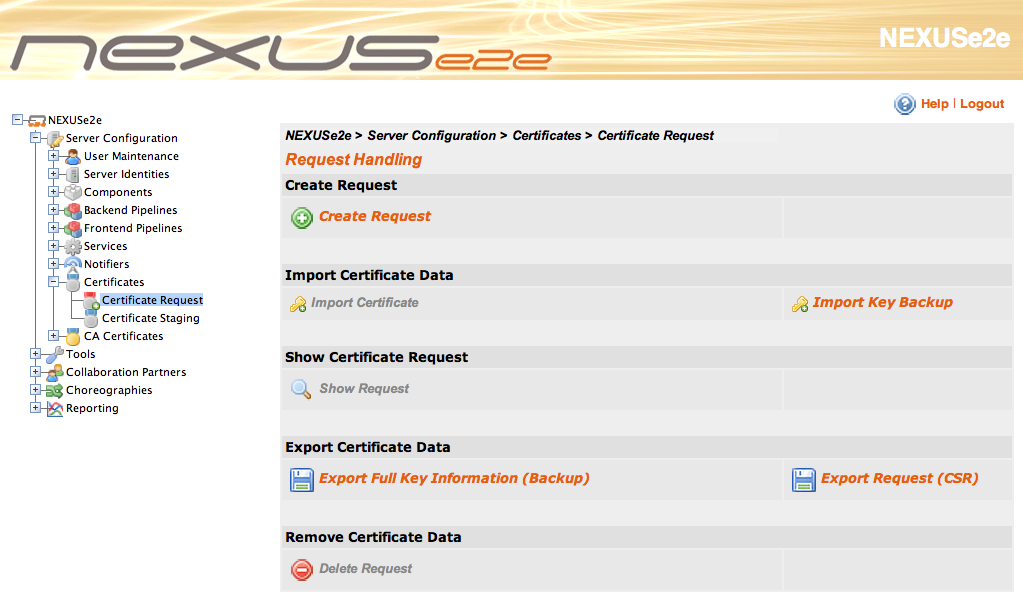 nexus e2e
NEXUSe2e
Help | Logout
NEXUSe2e
Server Configuration
User Maintenance
Server Identities
Components
Backend Pipelines
Frontend Pipelines
Services
Notifiers
Certificates
Certificate Request
Certificate Staging
CA Certificates
Tools
Collaboration Partners
Choreographies
Reporting
NEXUSe2e > Server Configuration > Certificates > Certificate Request
Request Handling
Create Request
Create Request
Import Certificate Data
Import Certificate
Import Key Backup
Show Certificate Request
Show Request
Export Certificate Data
Export Full Key Information (Backup)
Export Request (CSR)
Remove Certificate Data
Delete Request